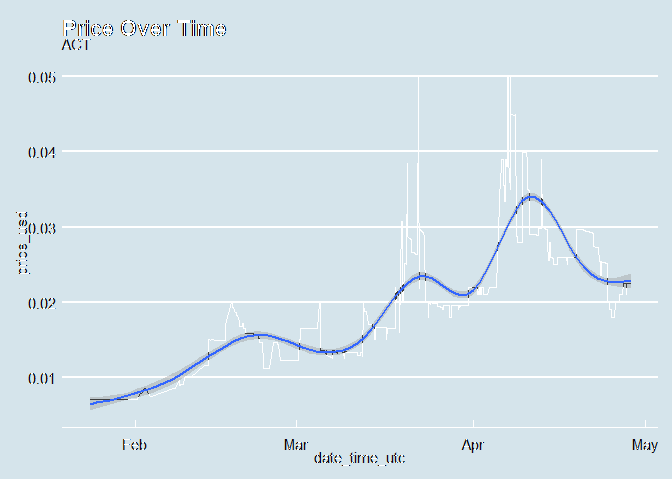 Price Over Time
ACT
0.05
0.04
0.03
0.02
0.01
price_usd
Feb
Mar
Apr
May
date_time_utc